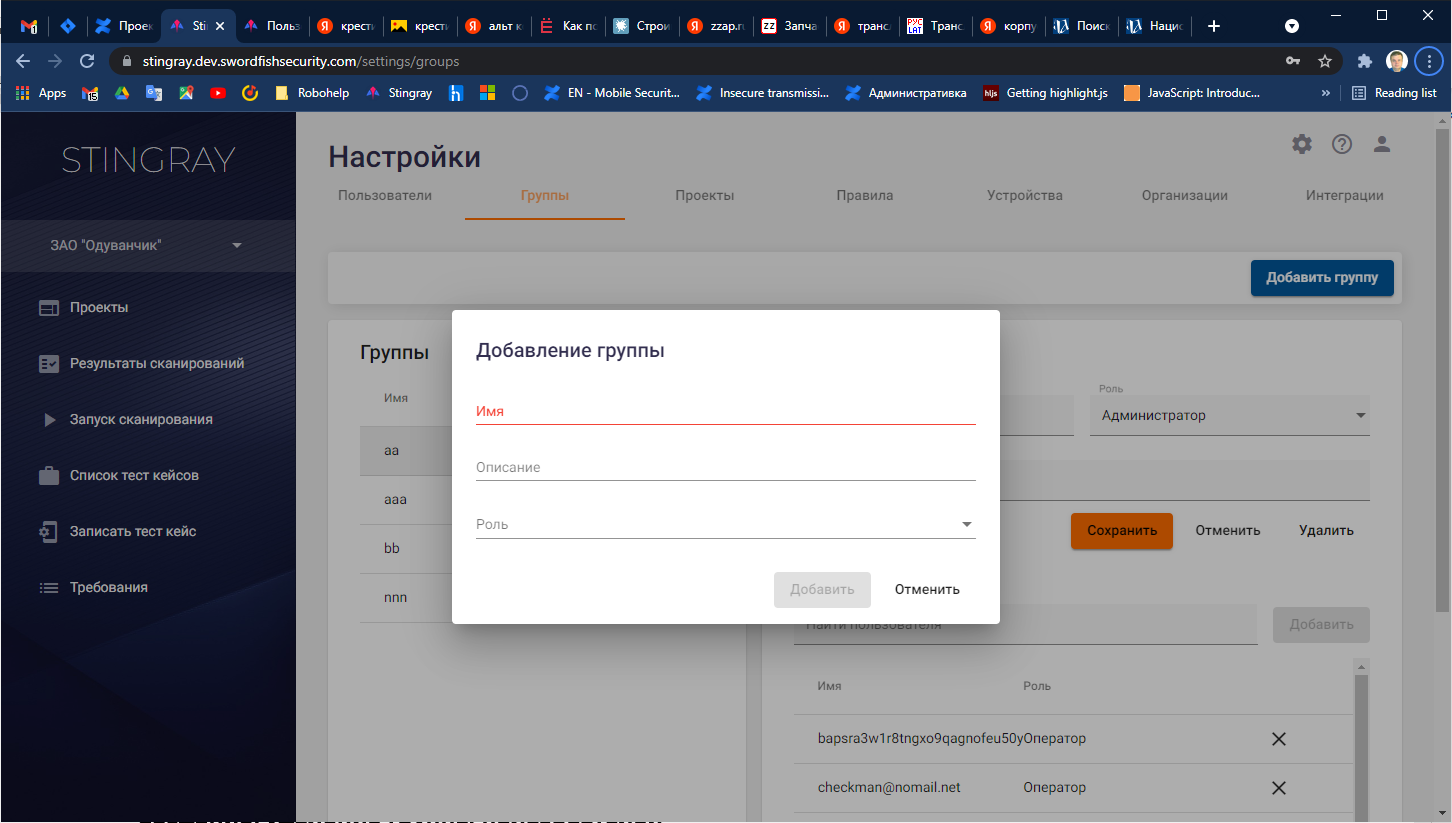 Проек
Sti
Польз
крести
крести
альт к
Как по
Строи
zzap.ru
Запча
транс
Транс
корпу
Поиск
Нацис
stingray.dev.swordfishsecurity.com/settings/groups
Apps
15
Robohelp
Stingray
EN - Mobile Securit...
Insecure transmissi...
Административка
Getting highlight.js
JavaScript: Introduc...
»
Reading list
STINGRAY
ЗАО "Одуванчик"
Проекты
Результаты сканирований
Запуск сканирования
Список тест кейсов
Записать тест кейс
Требования
Настройки
Пользователи
Группы
Проекты
Правила
Устройства
Организации
Интеграции
Добавить группу
Группы
Имя
aa
aaa
bb
nnn
Добавление группы
Имя
Описание
Роль
Добавить
Отменить
Роль
Администратор
Сохранить
Отменить
Удалить
Найти пользователя
Добавить
Имя Роль
bapsra3w1r8tngxo9qagnofeu50y Оператор
checkman@nomail.net Оператор